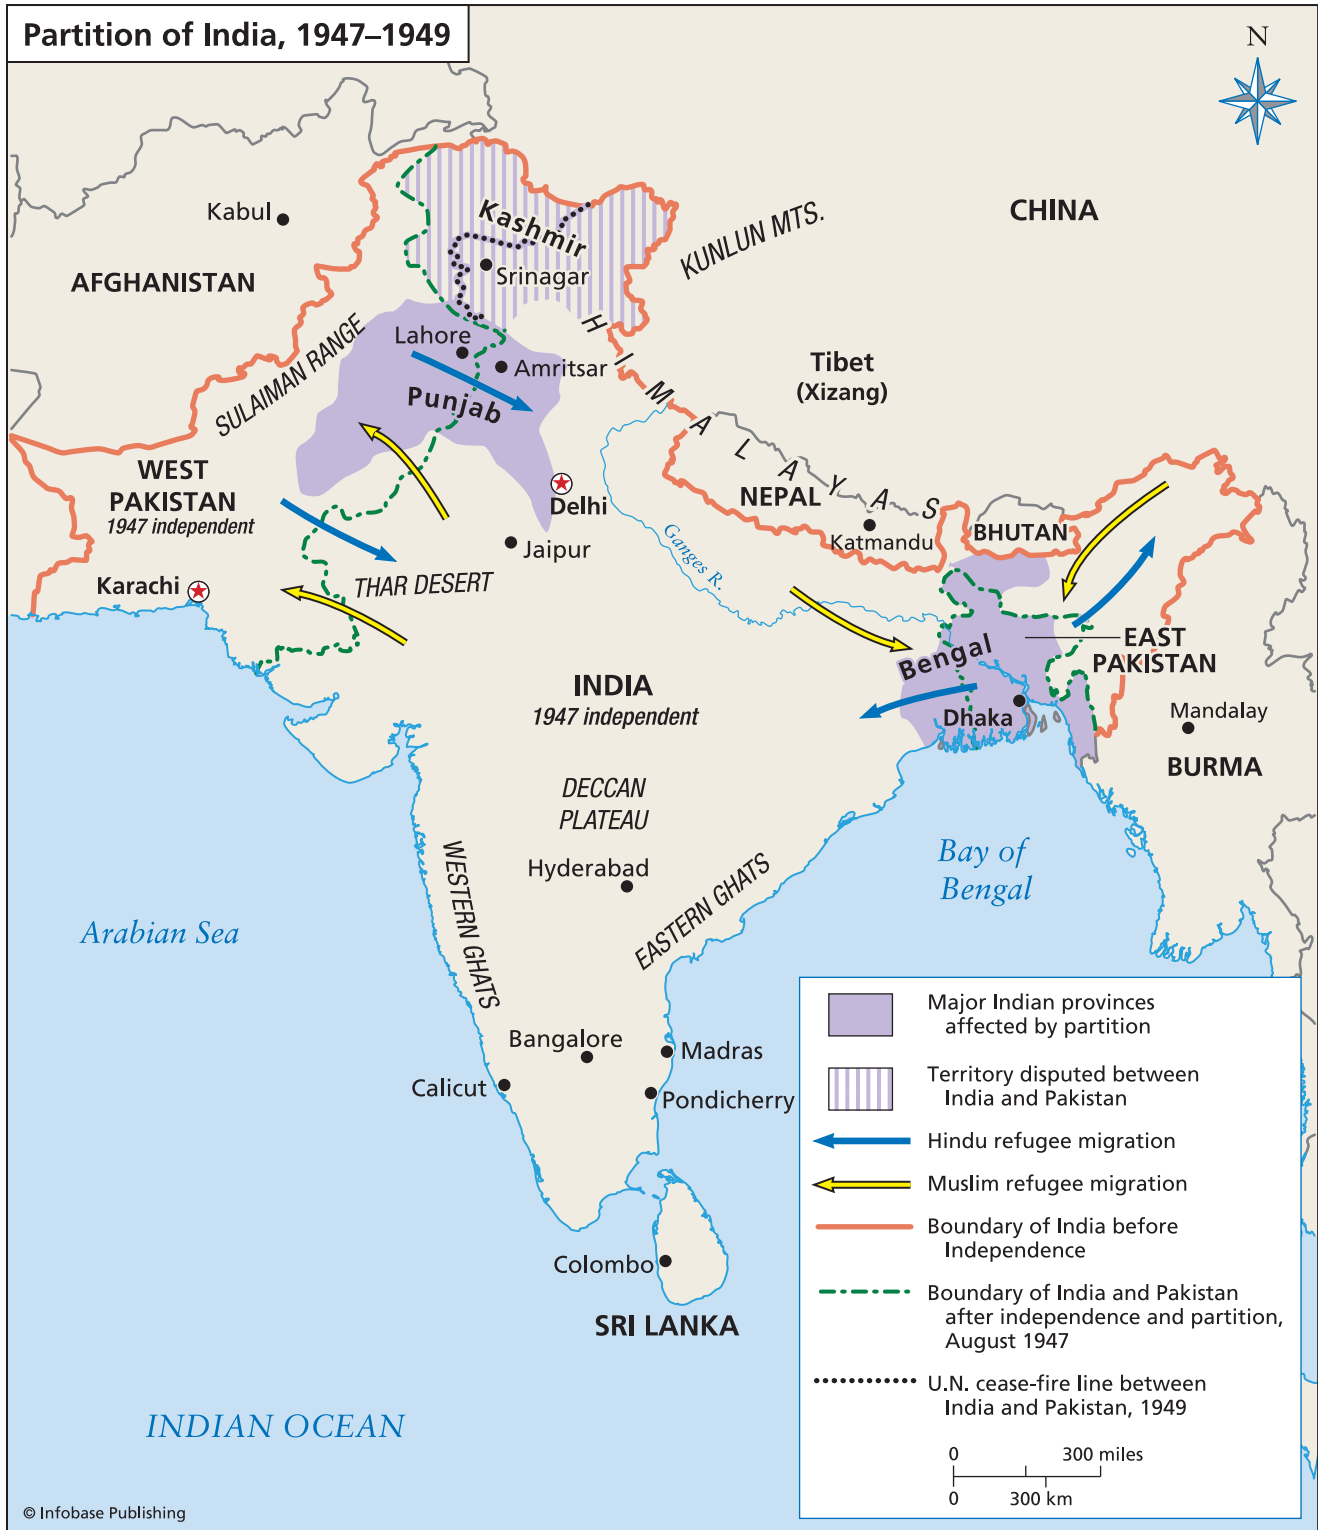 Partition of India, 1947–1949
N
Kabul
AFGHANISTAN
Kashmir
Srinagar
KUNLUN MTS.
CHINA
SULAIMAN RANGE
Lahore
Amritsar
Punjab
HIMALAYAS
Tibet
(Xizang)
WEST
PAKISTAN
1947 independent
Delhi
NEPAL
Katmandu
BHUTAN
Ganges R.
Jaipur
THAR DESERT
Karachi
EAST
PAKISTAN
Bengal
Dhaka
INDIA
1947 independent
Mandalay
BURMA
DECCAN
PLATEAU
Hyderabad
WESTERN GHATS
EASTERN GHATS
Bay of
Bengal
Arabian Sea
Bangalore
Madras
Calicut
Pondicherry
Colombo
SRI LANKA
INDIAN OCEAN
Major Indian provinces
affected by partition
Territory disputed between
India and Pakistan
Hindu refugee migration
Muslim refugee migration
Boundary of India before
Independence
Boundary of India and Pakistan
after independence and partition,
August 1947
U.N. cease-fire line between
India and Pakistan, 1949
0 300 miles
0 300 km
© Infobase Publishing